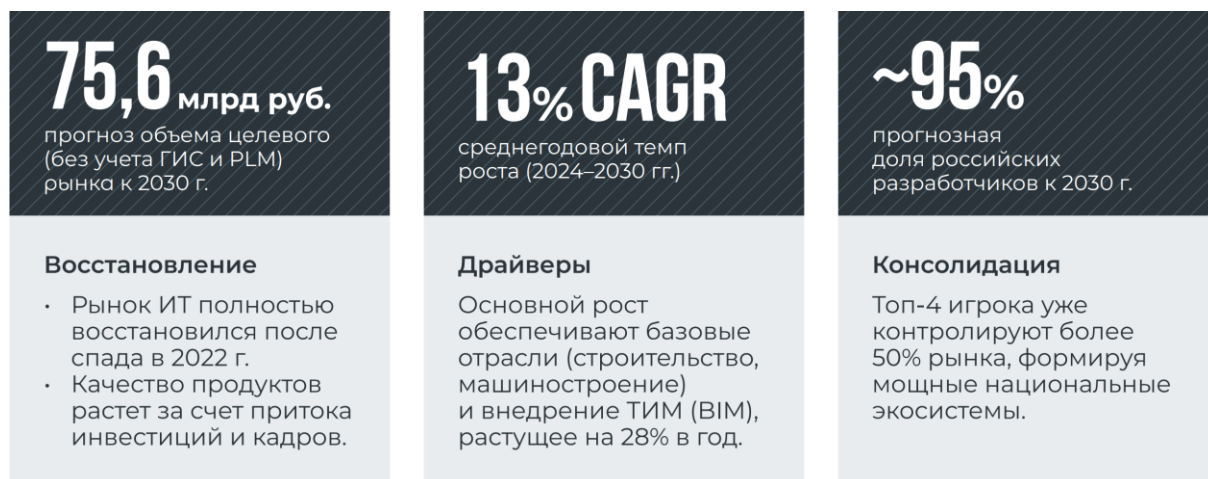 75,6 млрд руб.
прогноз объема целевого
(без учета ГИС и PLM)
рынка к 2030 г.
Восстановление
• Рынок ИТ полностью
восстановился после
спада в 2022 г.
• Качество продуктов
растет за счет притока
инвестиций и кадров.
13% CAGR
среднегодовой темп
роста (2024–2030 гг.)
Драйверы
Основной рост
обеспечивают базовые
отрасли (строительство,
машиностроение)
и внедрение ТИМ (BIM),
растущее на 28% в год.
~95%
прогнозная
доля российских
разработчиков к 2030 г.
Консолидация
Топ-4 игрока уже
контролируют более
50% рынка, формируя
мощные национальные
экосистемы.